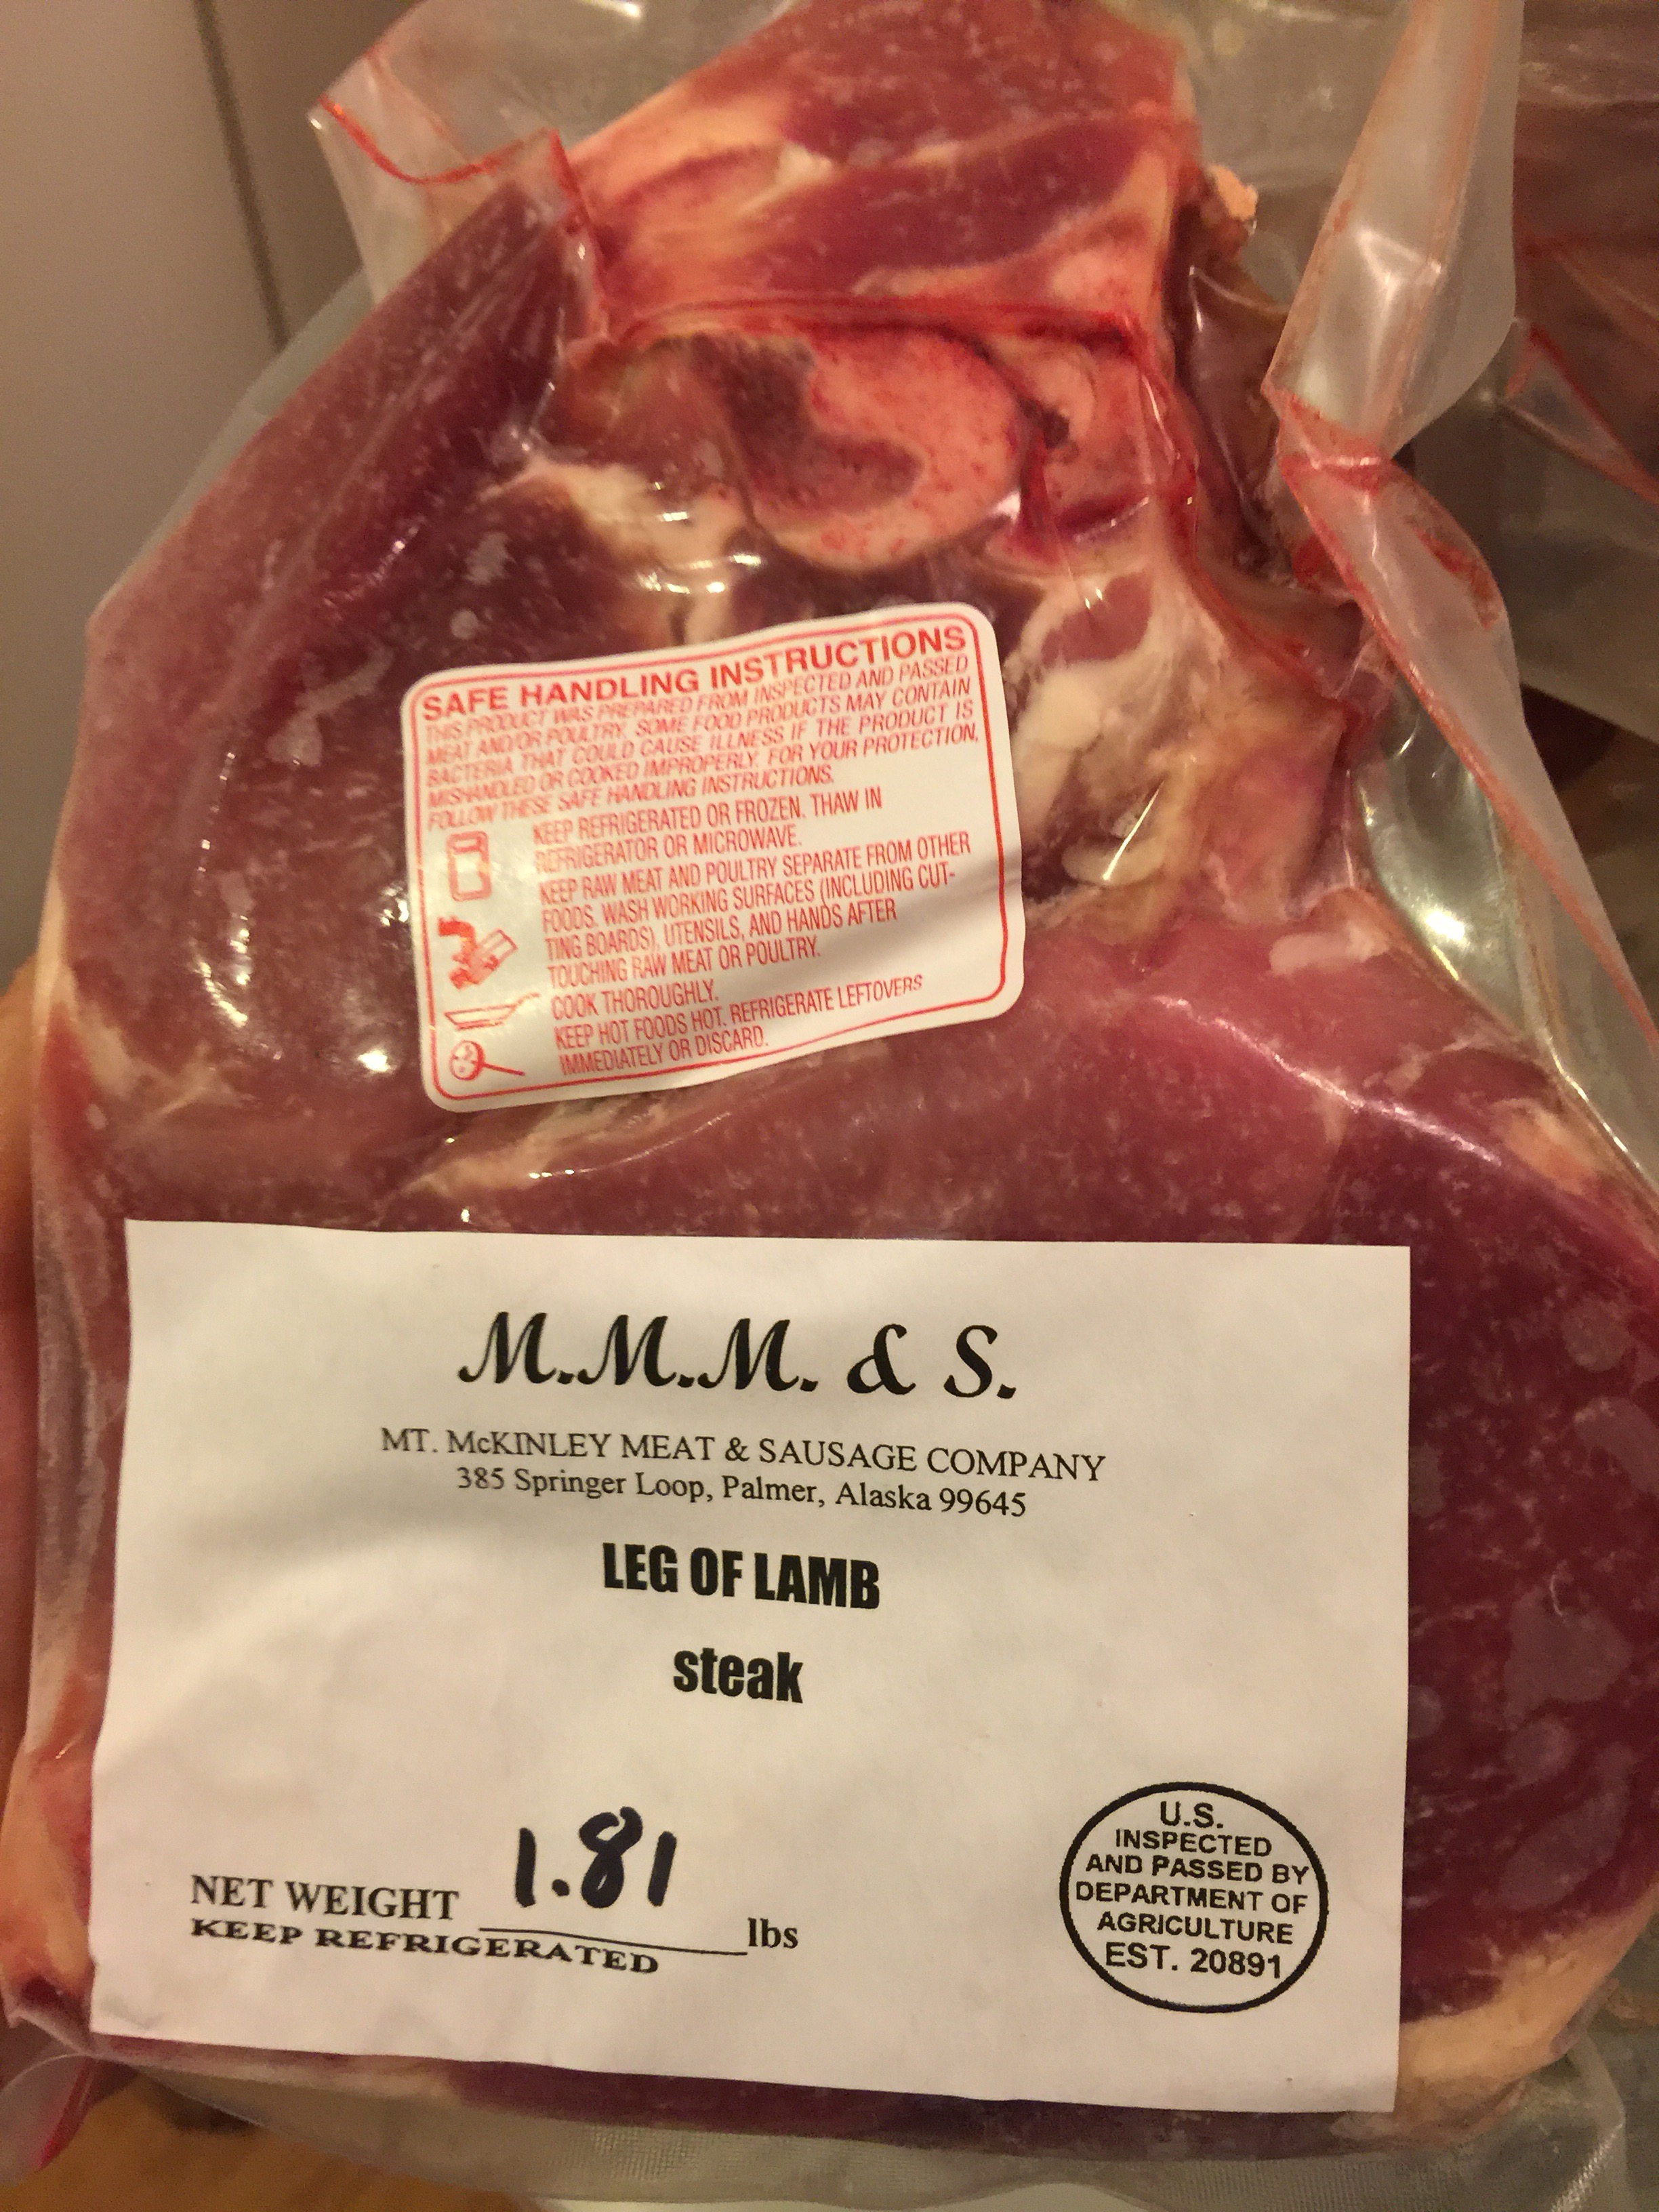 SAFE HANDLING INSTRUCTIONS
THIS PRODUCT WAS PREPARED FROM INSPECTED AND PASSED
MEAT AND/OR POULTRY. SOME FOOD PRODUCTS MAY CONTAIN
BACTERIA THAT COULD CAUSE ILLNESS IF THE PRODUCT IS
MISHANDLED OR COOKED IMPROPERLY. FOR YOUR PROTECTION,
FOLLOW THESE SAFE HANDLING INSTRUCTIONS.
KEEP REFRIGERATED OR FROZEN. THAW IN
REFRIGERATOR OR MICROWAVE.
KEEP RAW MEAT AND POULTRY SEPARATE FROM OTHER
FOODS. WASH WORKING SURFACES (INCLUDING CUT-
TING BOARDS), UTENSILS, AND HANDS AFTER
TOUCHING RAW MEAT OR POULTRY.
COOK THOROUGHLY.
KEEP HOT FOODS HOT. REFRIGERATE LEFTOVERS
IMMEDIATELY OR DISCARD.
M.M.M. & S.
MT. McKINLEY MEAT & SAUSAGE COMPANY
385 Springer Loop, Palmer, Alaska 99645
LEG OF LAMB
steak
NET WEIGHT 1.81 lbs
KEEP REFRIGERATED
U.S.
INSPECTED
AND PASSED BY
DEPARTMENT OF
AGRICULTURE
EST. 20891